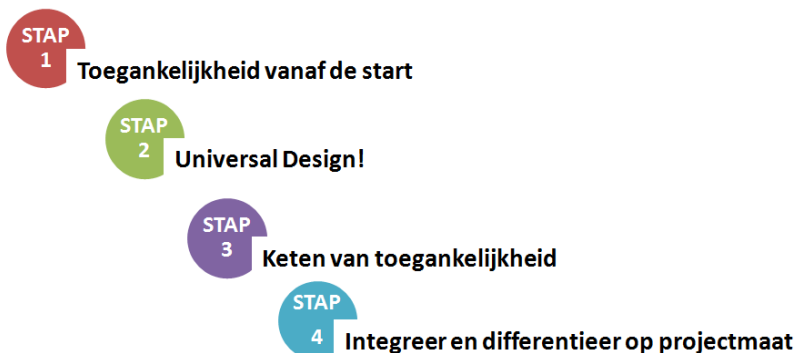 STAP
1
Toegankelijkheid vanaf de start
STAP
2
Universal Design!
STAP
3
Keten van toegankelijkheid
STAP
4
Integreer en differentieer op projectmaat